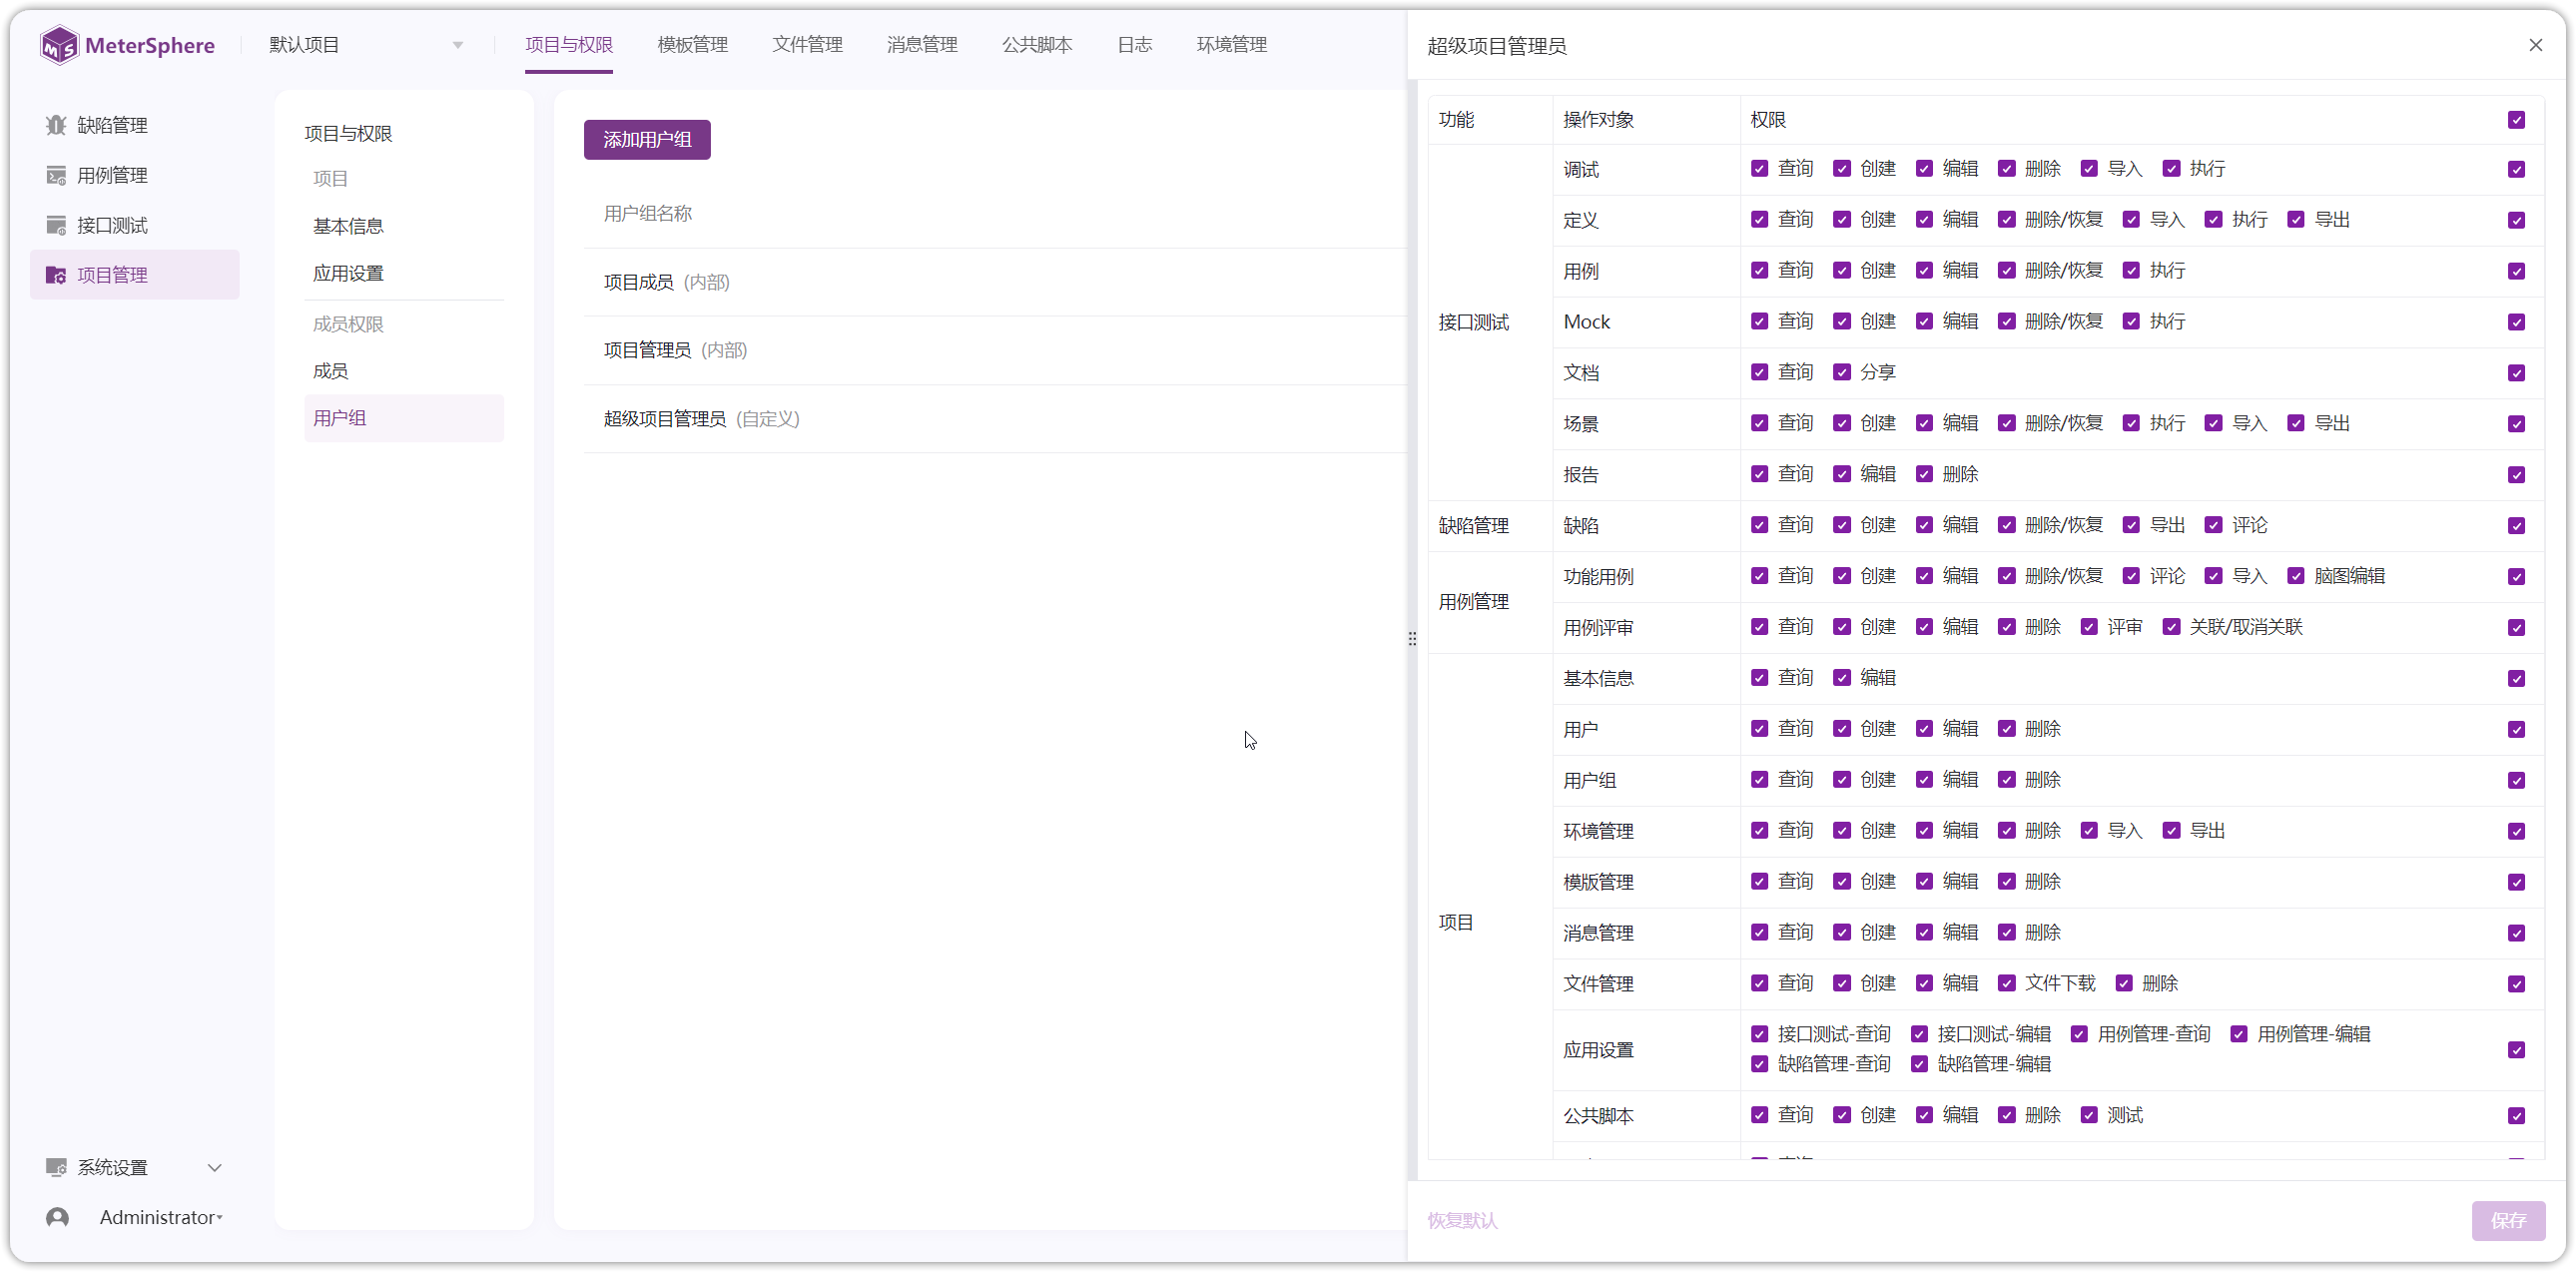 MeterSphere
默认项目
项目与权限 模板管理 文件管理 消息管理 公共脚本 日志 环境管理
缺陷管理
用例管理
接口测试
项目管理
系统设置
Administrator
项目与权限
项目
基本信息
应用设置
成员权限
成员
用户组
添加用户组
用户组名称
项目成员 (内部)
项目管理员 (内部)
超级项目管理员 (自定义)
超级项目管理员
功能 操作对象 权限
接口测试
调试 查询 创建 编辑 删除 导入 执行
定义 查询 创建 编辑 删除/恢复 导入 执行 导出
用例 查询 创建 编辑 删除/恢复 执行
Mock 查询 创建 编辑 删除/恢复 执行
文档 查询 分享
场景 查询 创建 编辑 删除/恢复 执行 导入 导出
报告 查询 编辑 删除
缺陷管理 缺陷 查询 创建 编辑 删除/恢复 导出 评论
用例管理
功能用例 查询 创建 编辑 删除/恢复 评论 导入 脑图编辑
用例评审 查询 创建 编辑 删除 评审 关联/取消关联
项目
基本信息 查询 编辑
用户 查询 创建 编辑 删除
用户组 查询 创建 编辑 删除
环境管理 查询 创建 编辑 删除 导入 导出
模版管理 查询 创建 编辑 删除
消息管理 查询 创建 编辑 删除
文件管理 查询 创建 编辑 文件下载 删除
应用设置 接口测试-查询 接口测试-编辑 用例管理-查询 用例管理-编辑
缺陷管理-查询 缺陷管理-编辑
公共脚本 查询 创建 编辑 删除 测试
恢复默认
保存